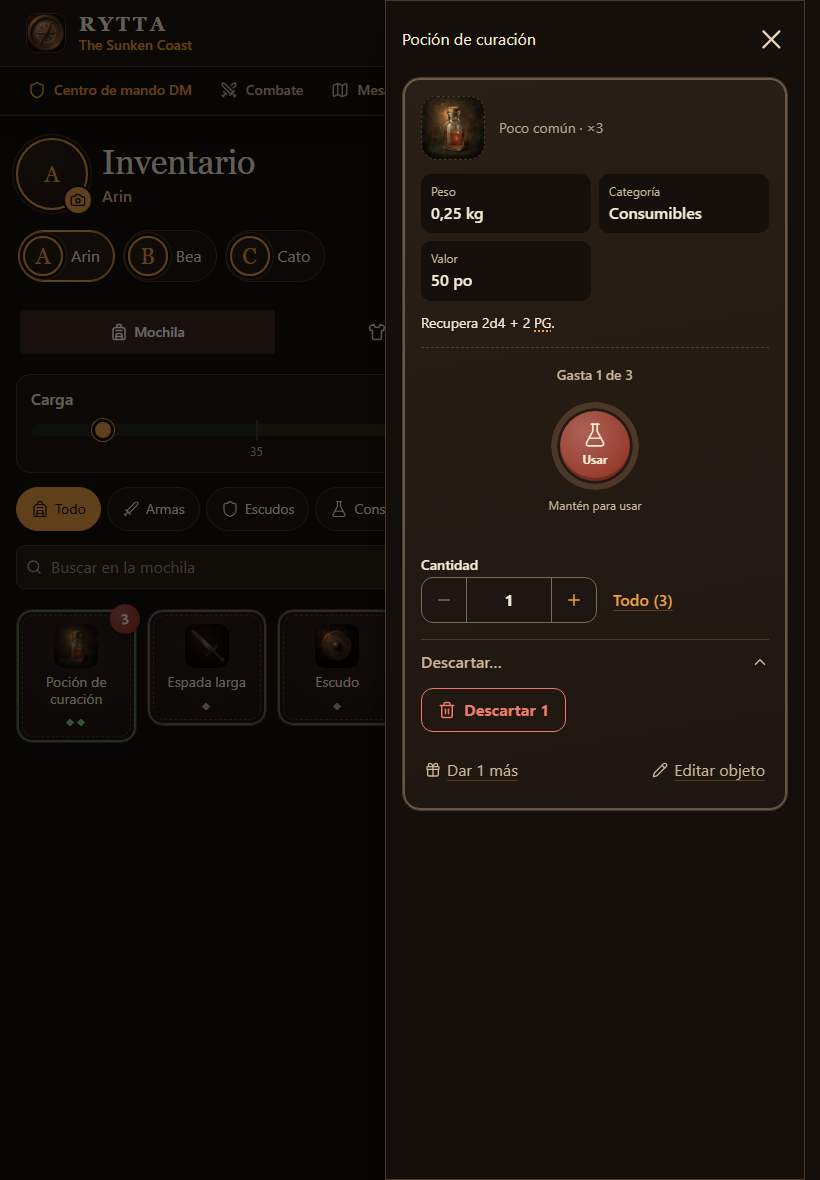 RYTTA
The Sunken Coast
Centro de mando DM
Combate
Mes
A
Inventario
Arin
A Arin
B Bea
C Cato
Mochila
Carga
35
Todo
Armas
Escudos
Cons
Buscar en la mochila
3
Poción de
curación
Espada larga
Escudo
Poción de curación
Poco común · ×3
Peso
0,25 kg
Categoría
Consumibles
Valor
50 po
Recupera 2d4 + 2 PG.
Gasta 1 de 3
Usar
Mantén para usar
Cantidad
− 1 + Todo (3)
Descartar...
Descartar 1
Dar 1 más
Editar objeto